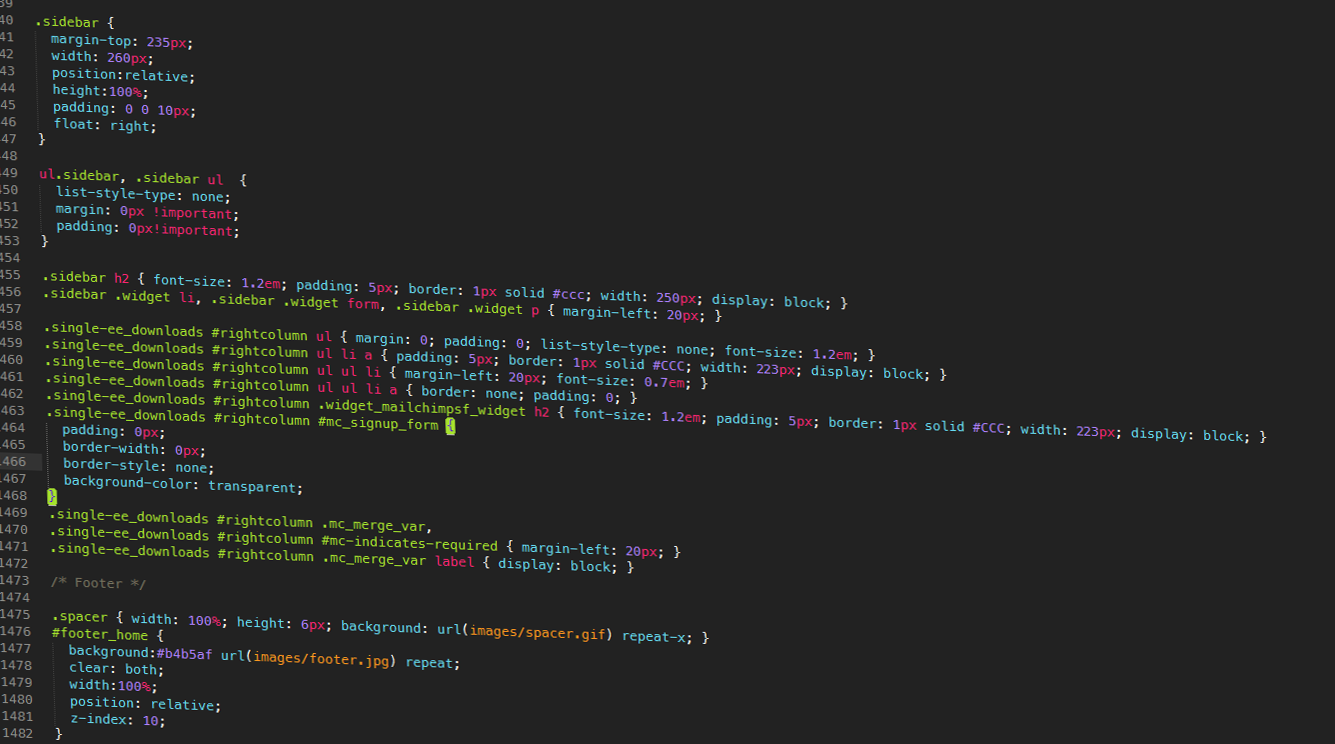 39
40 .sidebar {
41 margin-top: 235px;
42 width: 260px;
43 position:relative;
44 height:100%;
45 padding: 0 0 10px;
46 float: right;
47 }
48
449 ul.sidebar, .sidebar ul  {
450 list-style-type: none;
451 margin: 0px !important;
452 padding: 0px!important;
453 }
454
455 .sidebar h2 { font-size: 1.2em; padding: 5px; border: 1px solid #ccc; width: 250px; display: block; }
456 .sidebar .widget li, .sidebar .widget form, .sidebar .widget p { margin-left: 20px; }
457
458 .single-ee_downloads #rightcolumn ul { margin: 0; padding: 0; list-style-type: none; font-size: 1.2em; }
1459 .single-ee_downloads #rightcolumn ul li a { padding: 5px; border: 1px solid #CCC; width: 223px; display: block; }
1460 .single-ee_downloads #rightcolumn ul ul li { margin-left: 20px; font-size: 0.7em; }
1461 .single-ee_downloads #rightcolumn ul ul li a { border: none; padding: 0; }
1462 .single-ee_downloads #rightcolumn .widget_mailchimpsf_widget h2 { font-size: 1.2em; padding: 5px; border: 1px solid #CCC; width: 223px; display: block; }
1463 .single-ee_downloads #rightcolumn #mc_signup_form {
1464 padding: 0px;
1465 border-width: 0px;
1466 border-style: none;
1467 background-color: transparent;
1468 }
1469 .single-ee_downloads #rightcolumn .mc_merge_var,
1470 .single-ee_downloads #rightcolumn #mc-indicates-required { margin-left: 20px; }
1471 .single-ee_downloads #rightcolumn .mc_merge_var label { display: block; }
1472
1473 /* Footer */
1474
1475 .spacer { width: 100%; height: 6px; background: url(images/spacer.gif) repeat-x; }
1476 #footer_home {
1477 background:#b4b5af url(images/footer.jpg) repeat;
1478 clear: both;
1479 width:100%;
1480 position: relative;
1481 z-index: 10;
1482 }